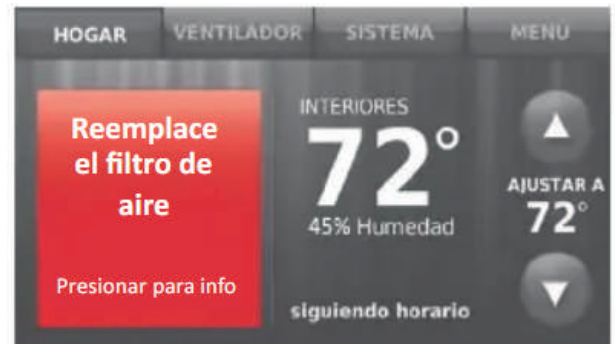 HOGAR
VENTILADOR
SISTEMA
MENÚ
Reemplace
el filtro de
aire
Presionar para info
INTERIORES
72°
45% Humedad
siguiendo horario
AJUSTAR A
72°